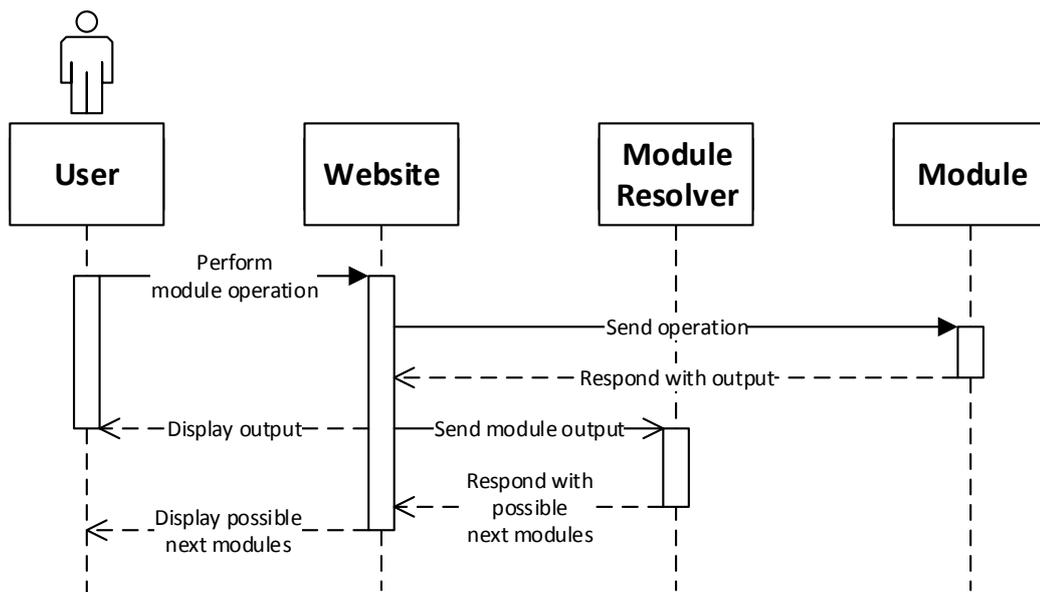 User
Website
Module
Resolver
Module
Perform
module operation
Send operation
Respond with output
Display output
Send module output
Respond with
possible
next modules
Display possible
next modules